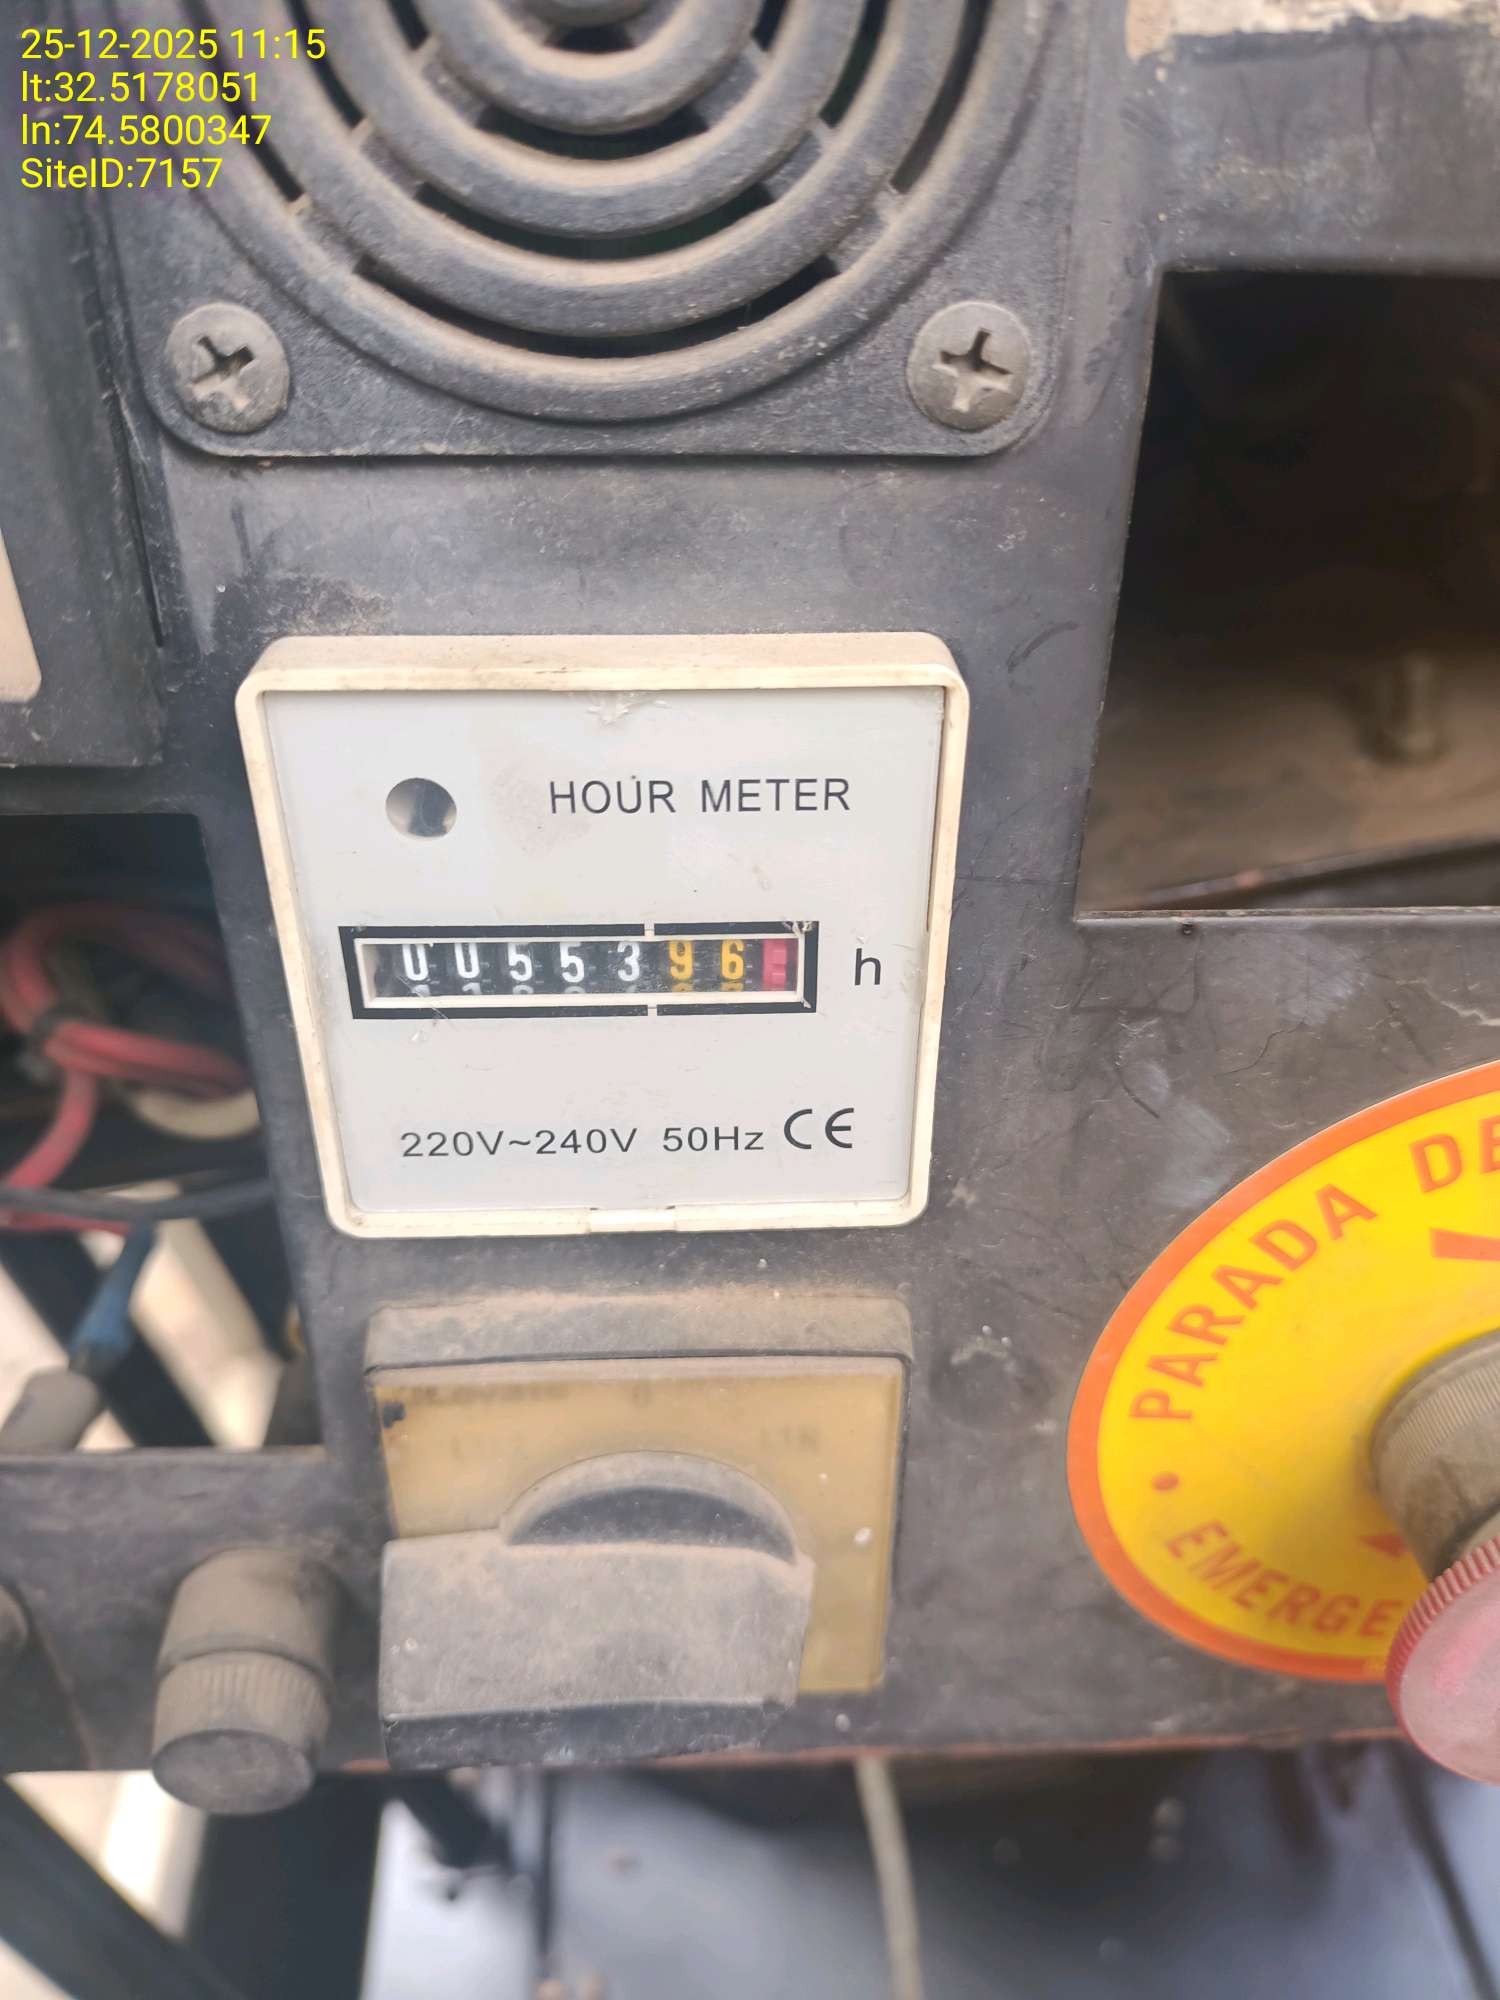 25-12-2025 11:15
lt:32.5178051
ln:74.5800347
SiteID:7157
HOUR METER
0055396
h
220V~240V 50Hz CE
PARADA DE
EMERGE